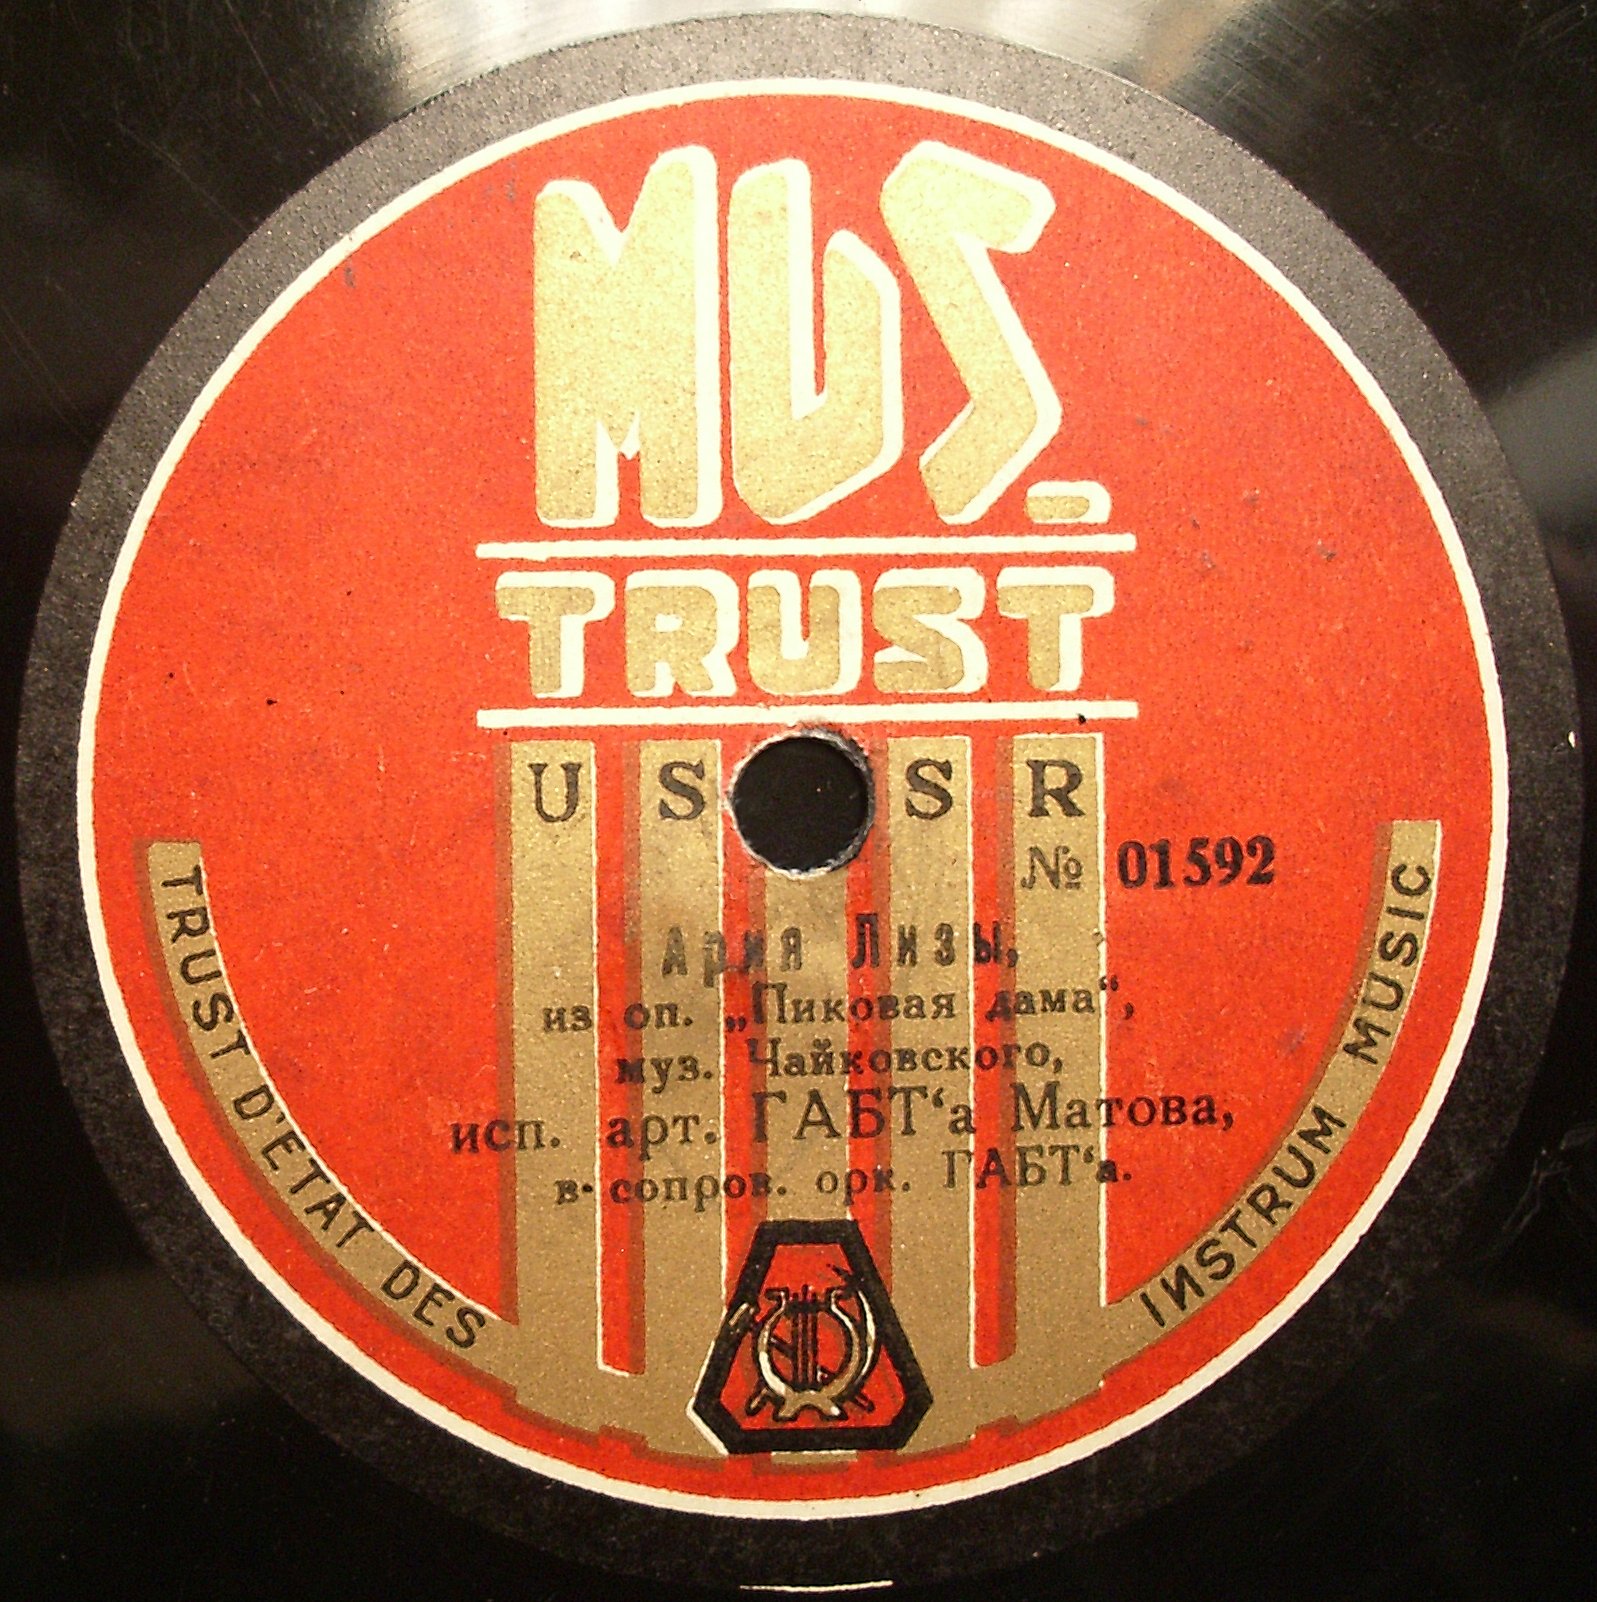 MUS.
TRUST
U S S R
№ 01592
Ария Лизы,
из оп. „Пиковая дама“,
муз. Чайковского,
исп. арт. ГАБТ‘а Матова,
в сопров. орк. ГАБТ‘а.
TRUST D'ETAT DES
INSTRUM MUSIC